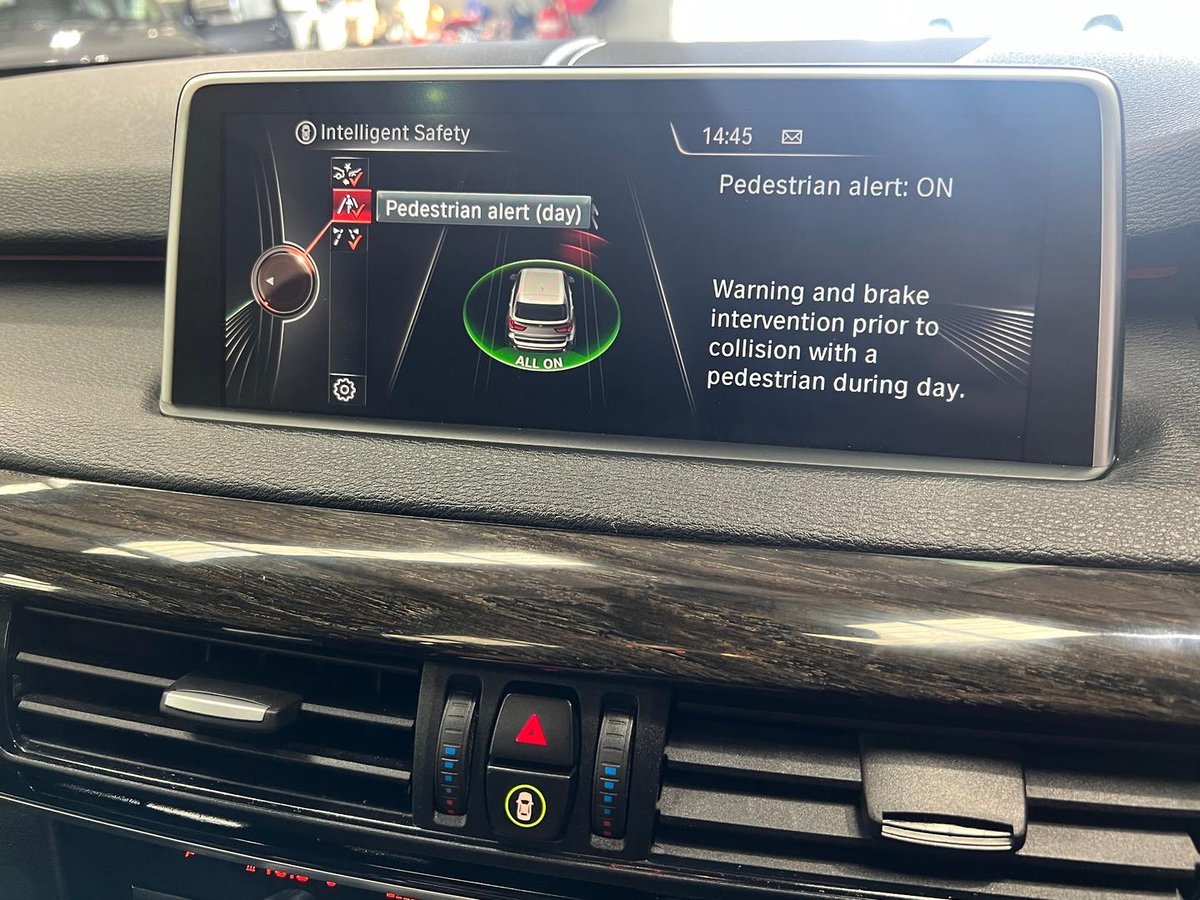 Intelligent Safety
14:45
Pedestrian alert: ON
Pedestrian alert (day)
Warning and brake
intervention prior to
collision with a
pedestrian during day.
ALL ON